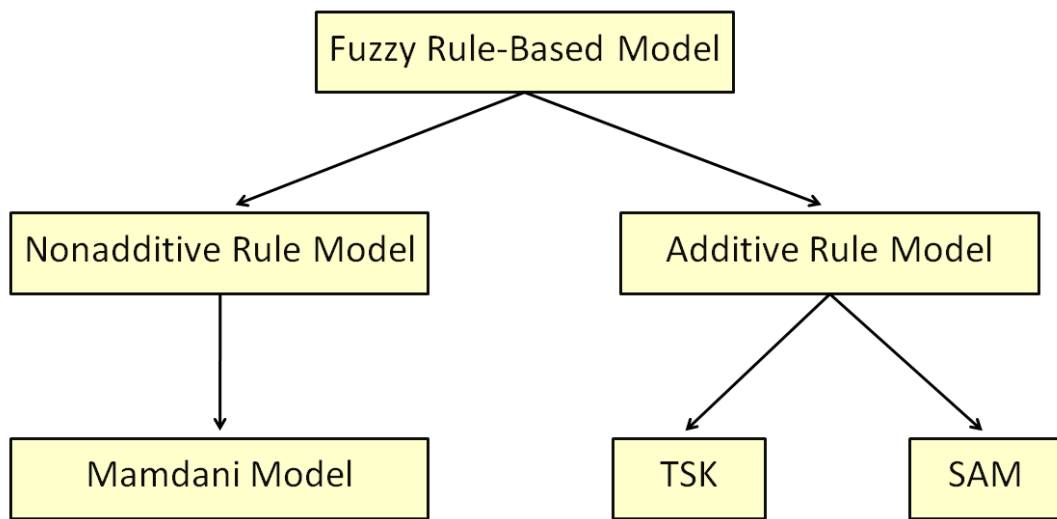 Fuzzy Rule-Based Model
Nonadditive Rule Model
Additive Rule Model
Mamdani Model
TSK
SAM